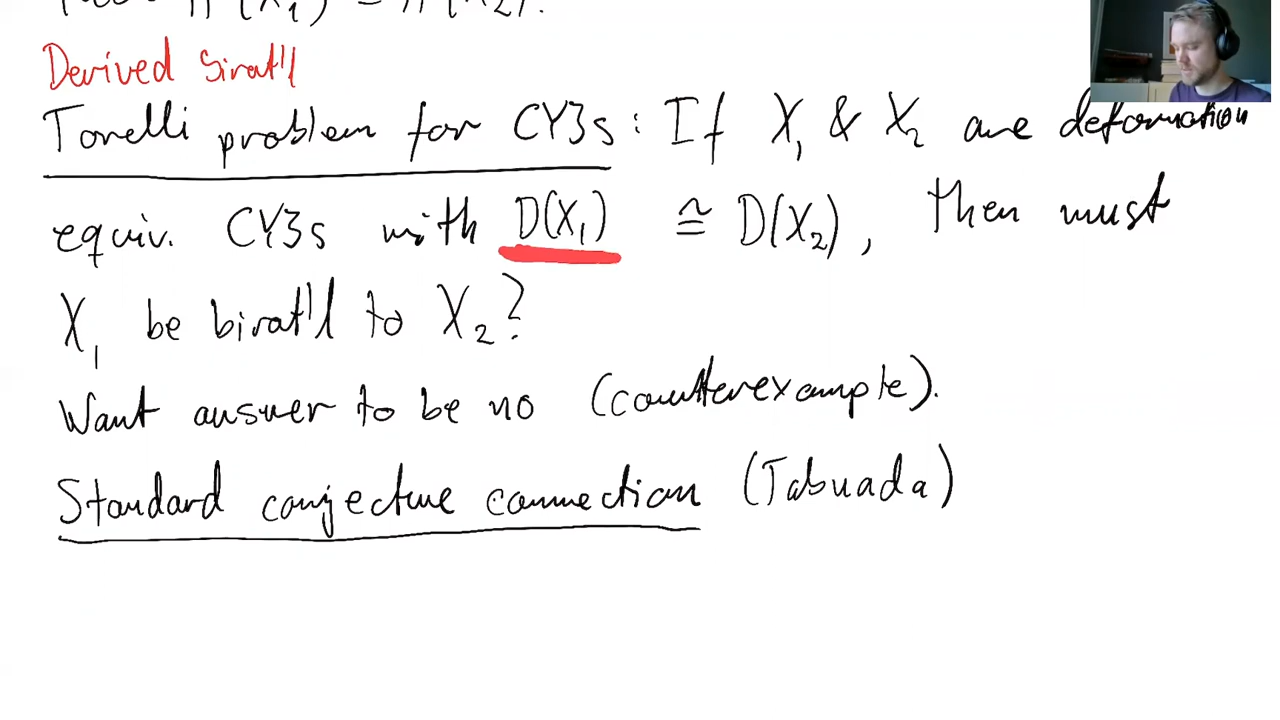 Derived birat'l
Torelli problem for CY3s: If X₁ & X₂ are deformation
equiv. CY3s with D(X₁) ≅ D(X₂), then must
X₁ be birat'l to X₂?
Want answer to be no (counterexample).
Standard conjecture connection (Tabuada)